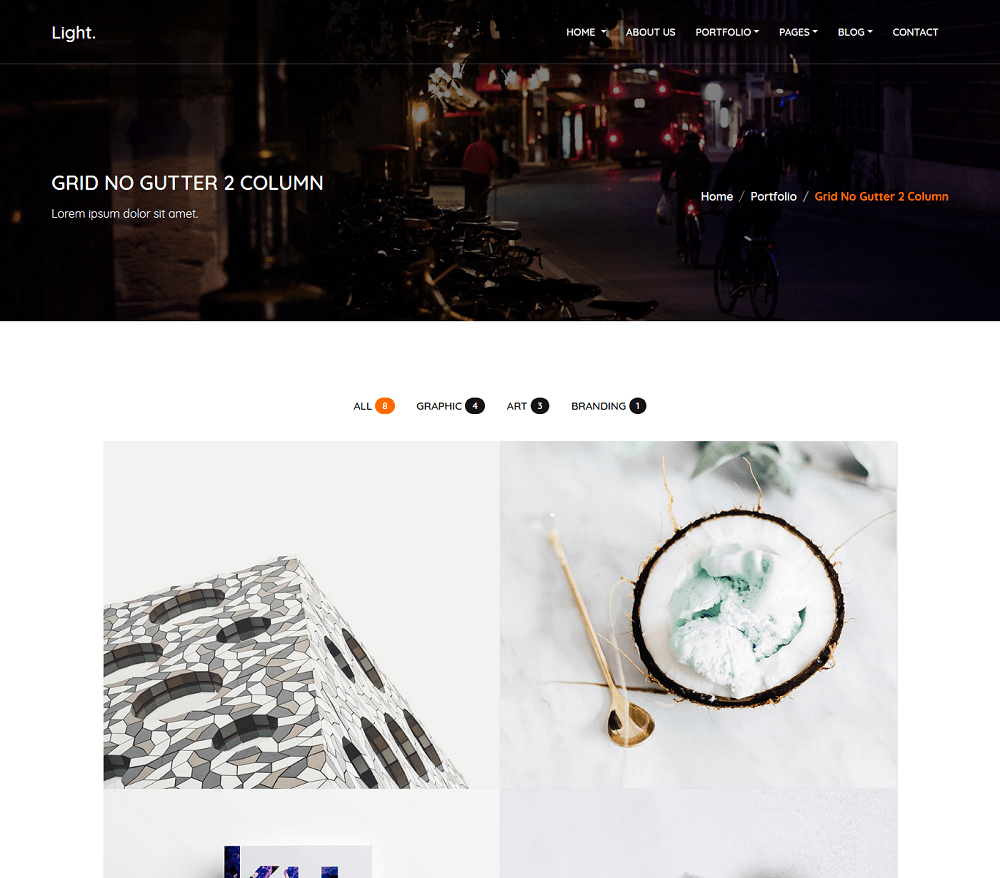 Light.
HOME
ABOUT US
PORTFOLIO
PAGES
BLOG
CONTACT
GRID NO GUTTER 2 COLUMN
Lorem ipsum dolor sit amet.
Home / Portfolio / Grid No Gutter 2 Column
ALL 8
GRAPHIC 4
ART 3
BRANDING 1